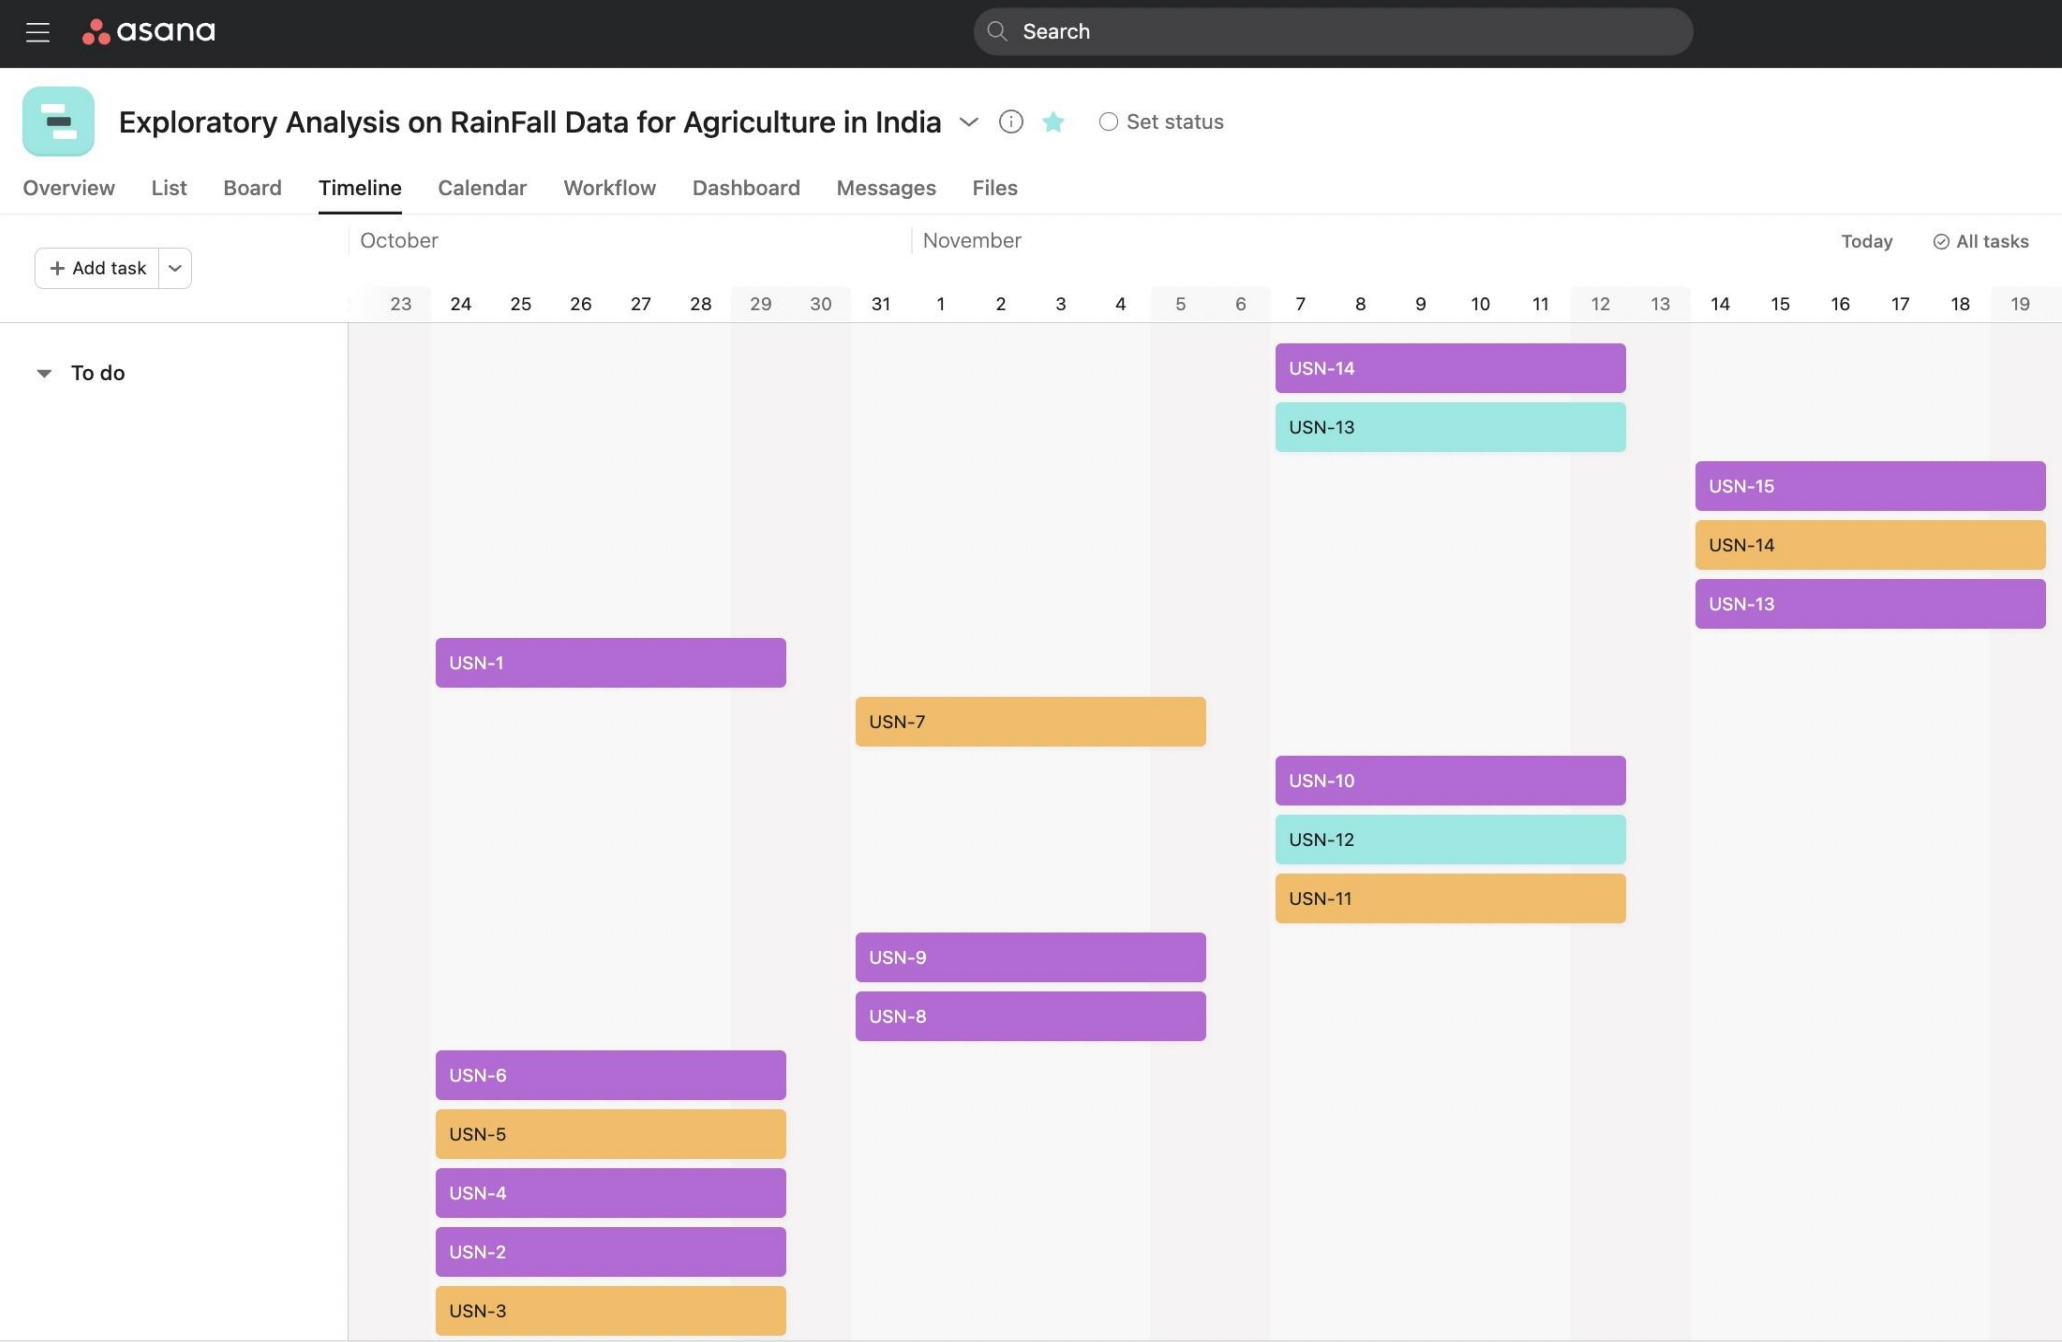 asana
Search
Exploratory Analysis on RainFall Data for Agriculture in India
Set status
Overview List Board Timeline Calendar Workflow Dashboard Messages Files
October November Today All tasks
+ Add task
23 24 25 26 27 28 29 30 31 1 2 3 4 5 6 7 8 9 10 11 12 13 14 15 16 17 18 19
To do
USN-14
USN-13
USN-15
USN-14
USN-13
USN-1
USN-7
USN-10
USN-12
USN-11
USN-9
USN-8
USN-6
USN-5
USN-4
USN-2
USN-3